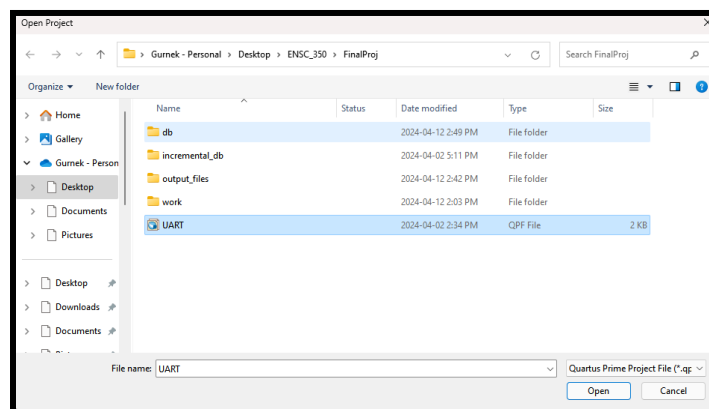 Open Project
Gurnek - Personal > Desktop > ENSC_350 > FinalProj
Search FinalProj
Organize
New folder
Name Status Date modified Type Size
Home
Gallery
Gurnek - Person
Desktop
Documents
Pictures
Desktop
Downloads
Documents
db 2024-04-12 2:49 PM File folder
incremental_db 2024-04-02 5:11 PM File folder
output_files 2024-04-12 2:42 PM File folder
work 2024-04-12 2:03 PM File folder
UART 2024-04-02 2:34 PM QPF File 2 KB
File name: UART
Quartus Prime Project File (*.qp
Open Cancel